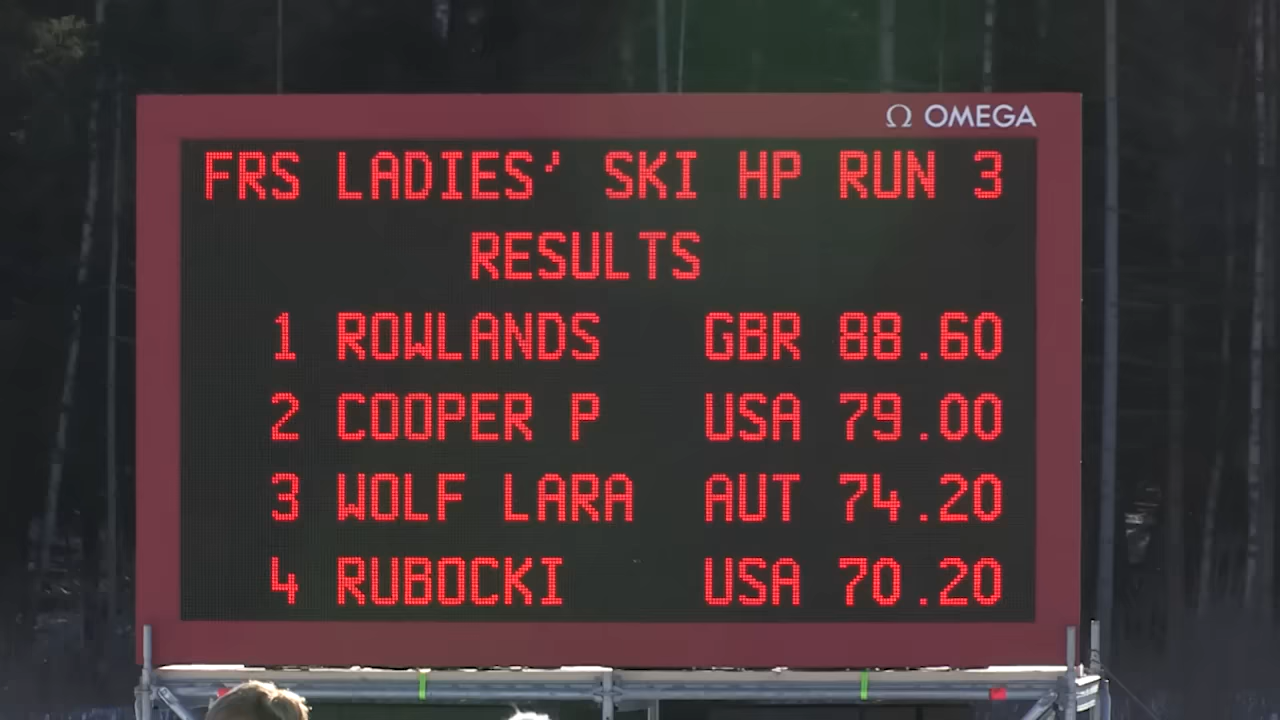 Ω OMEGA
FRS LADIES' SKI HP RUN 3
RESULTS
1 ROWLANDS GBR 88.60
2 COOPER P USA 79.00
3 WOLF LARA AUT 74.20
4 RUBOCKI USA 70.20